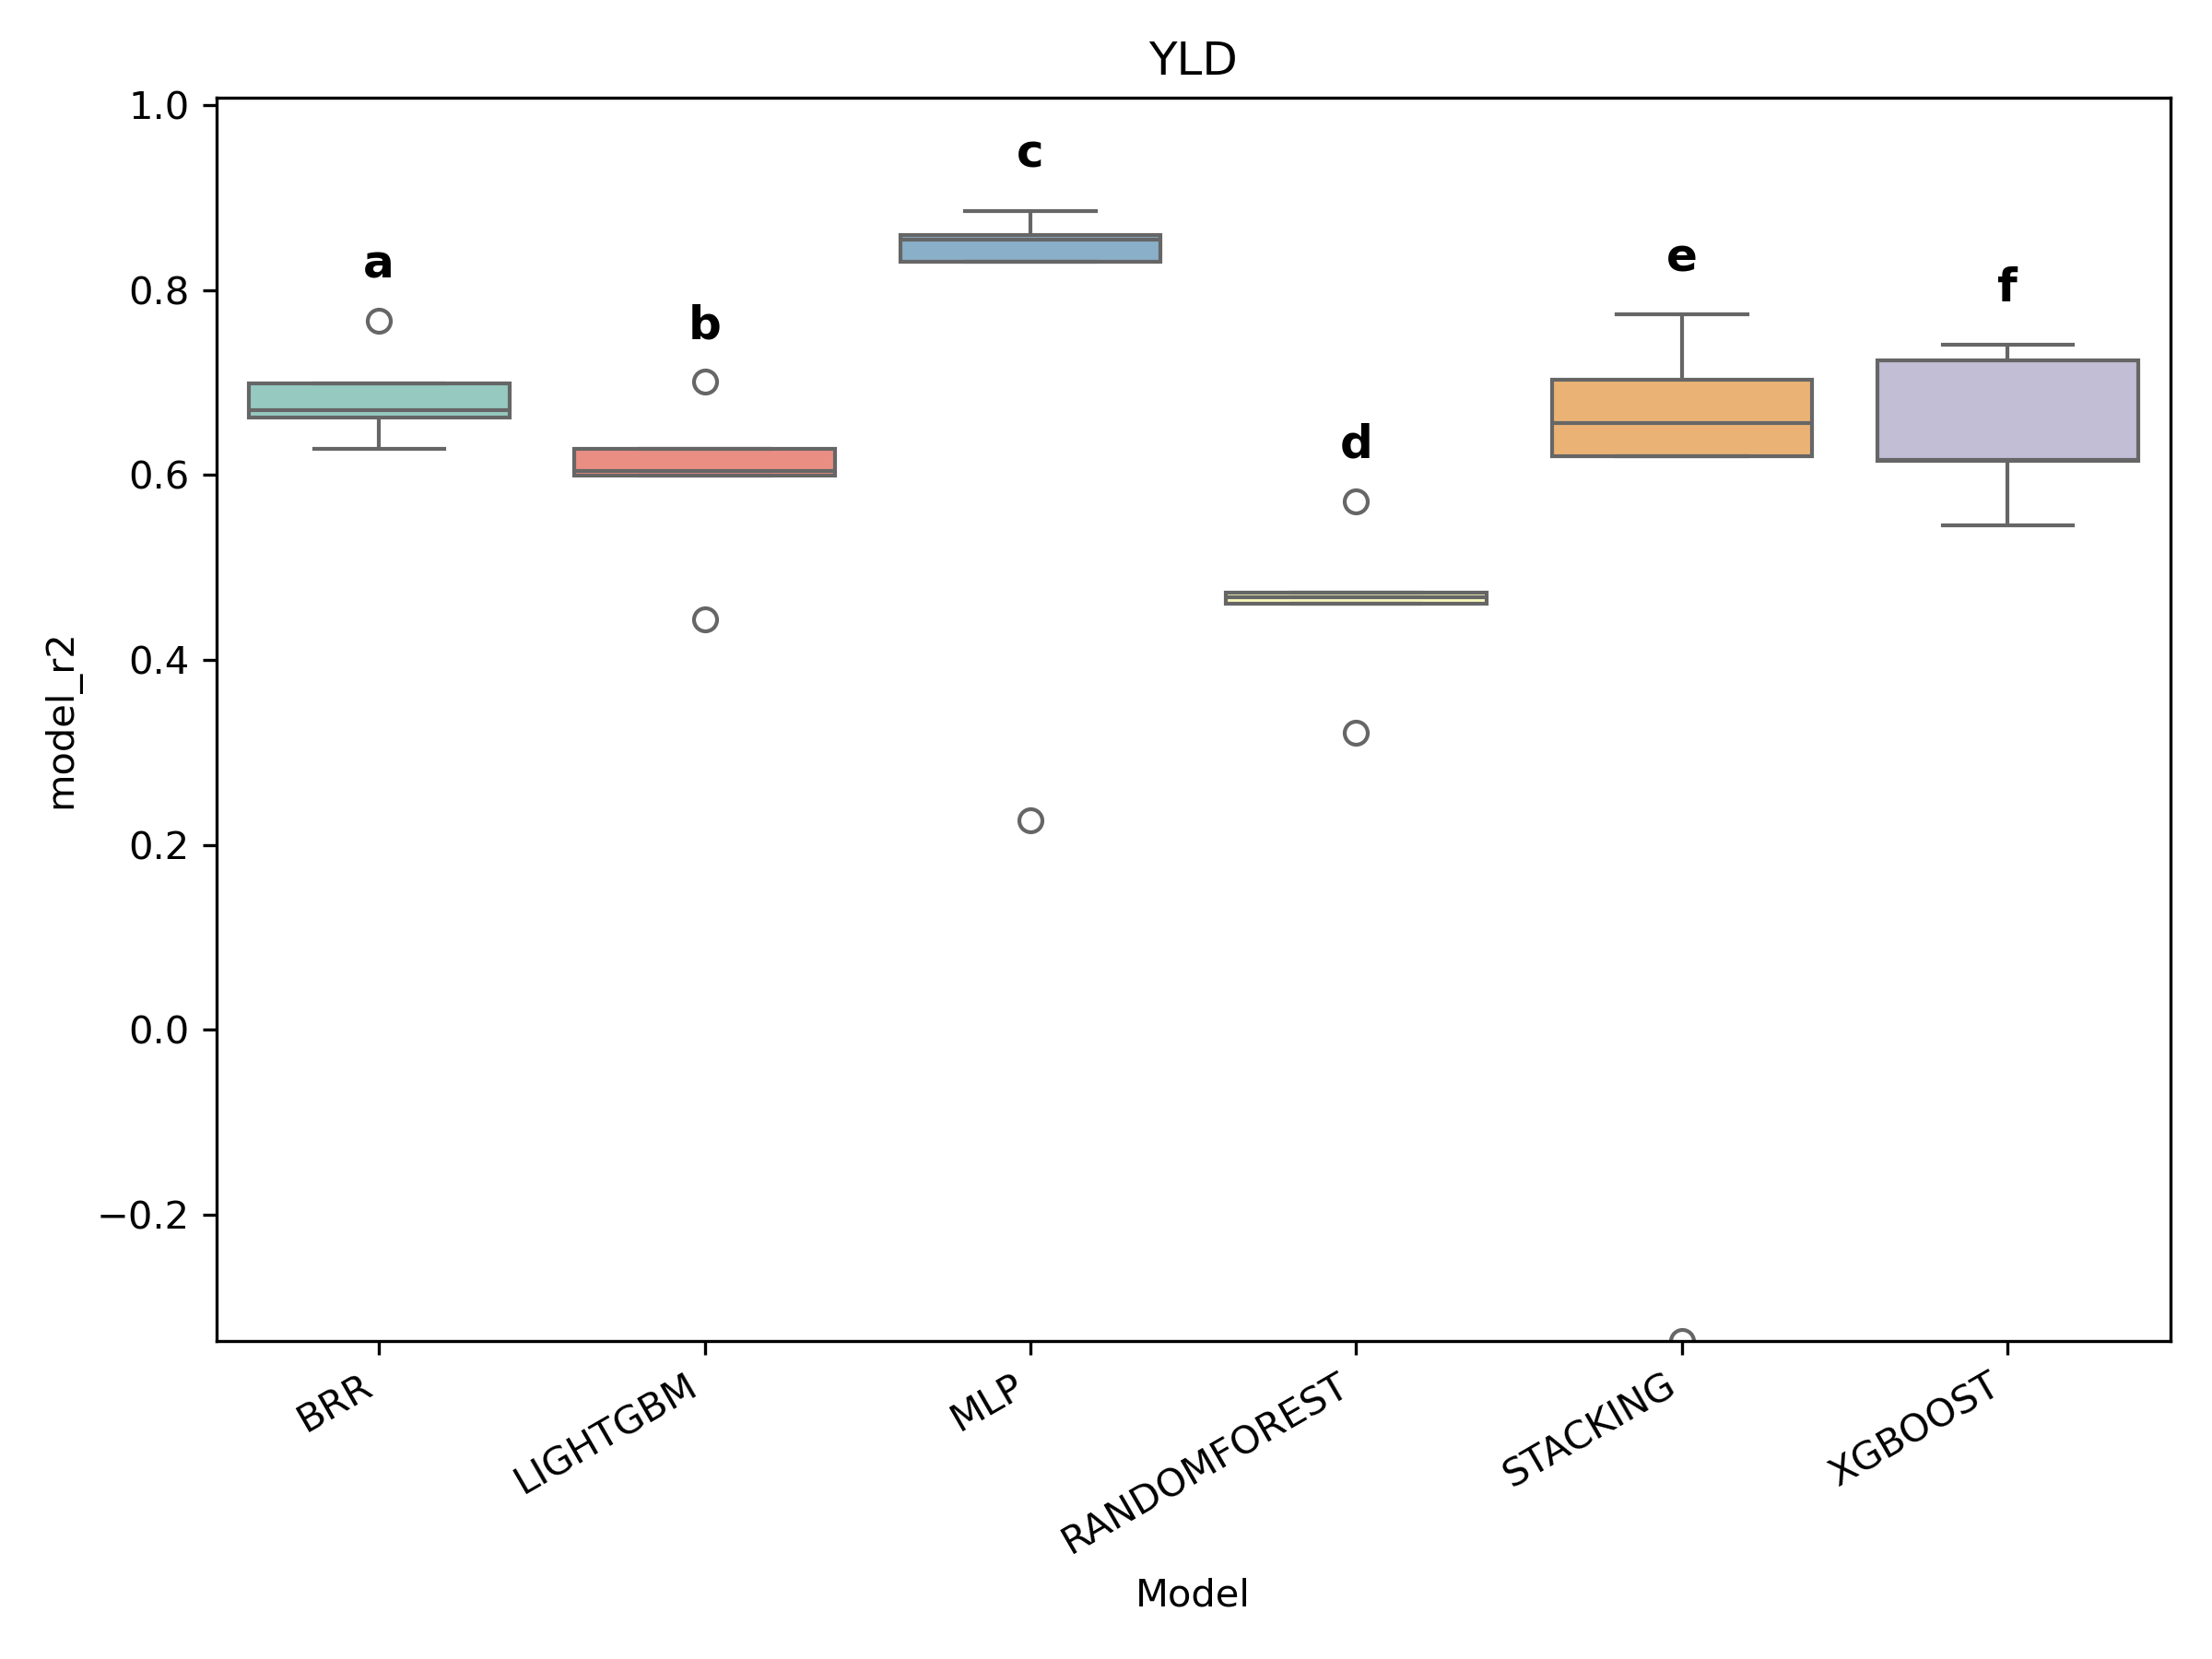 YLD
1.0
0.8
0.6
0.4
0.2
0.0
−0.2
model_r2
a
b
c
d
e
f
BRR
LIGHTGBM
MLP
RANDOMFOREST
STACKING
XGBOOST
Model